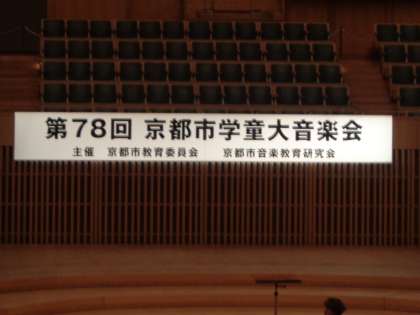 第78回 京都市学童大音楽会
主催 京都市教育委員会 京都市音楽教育研究会